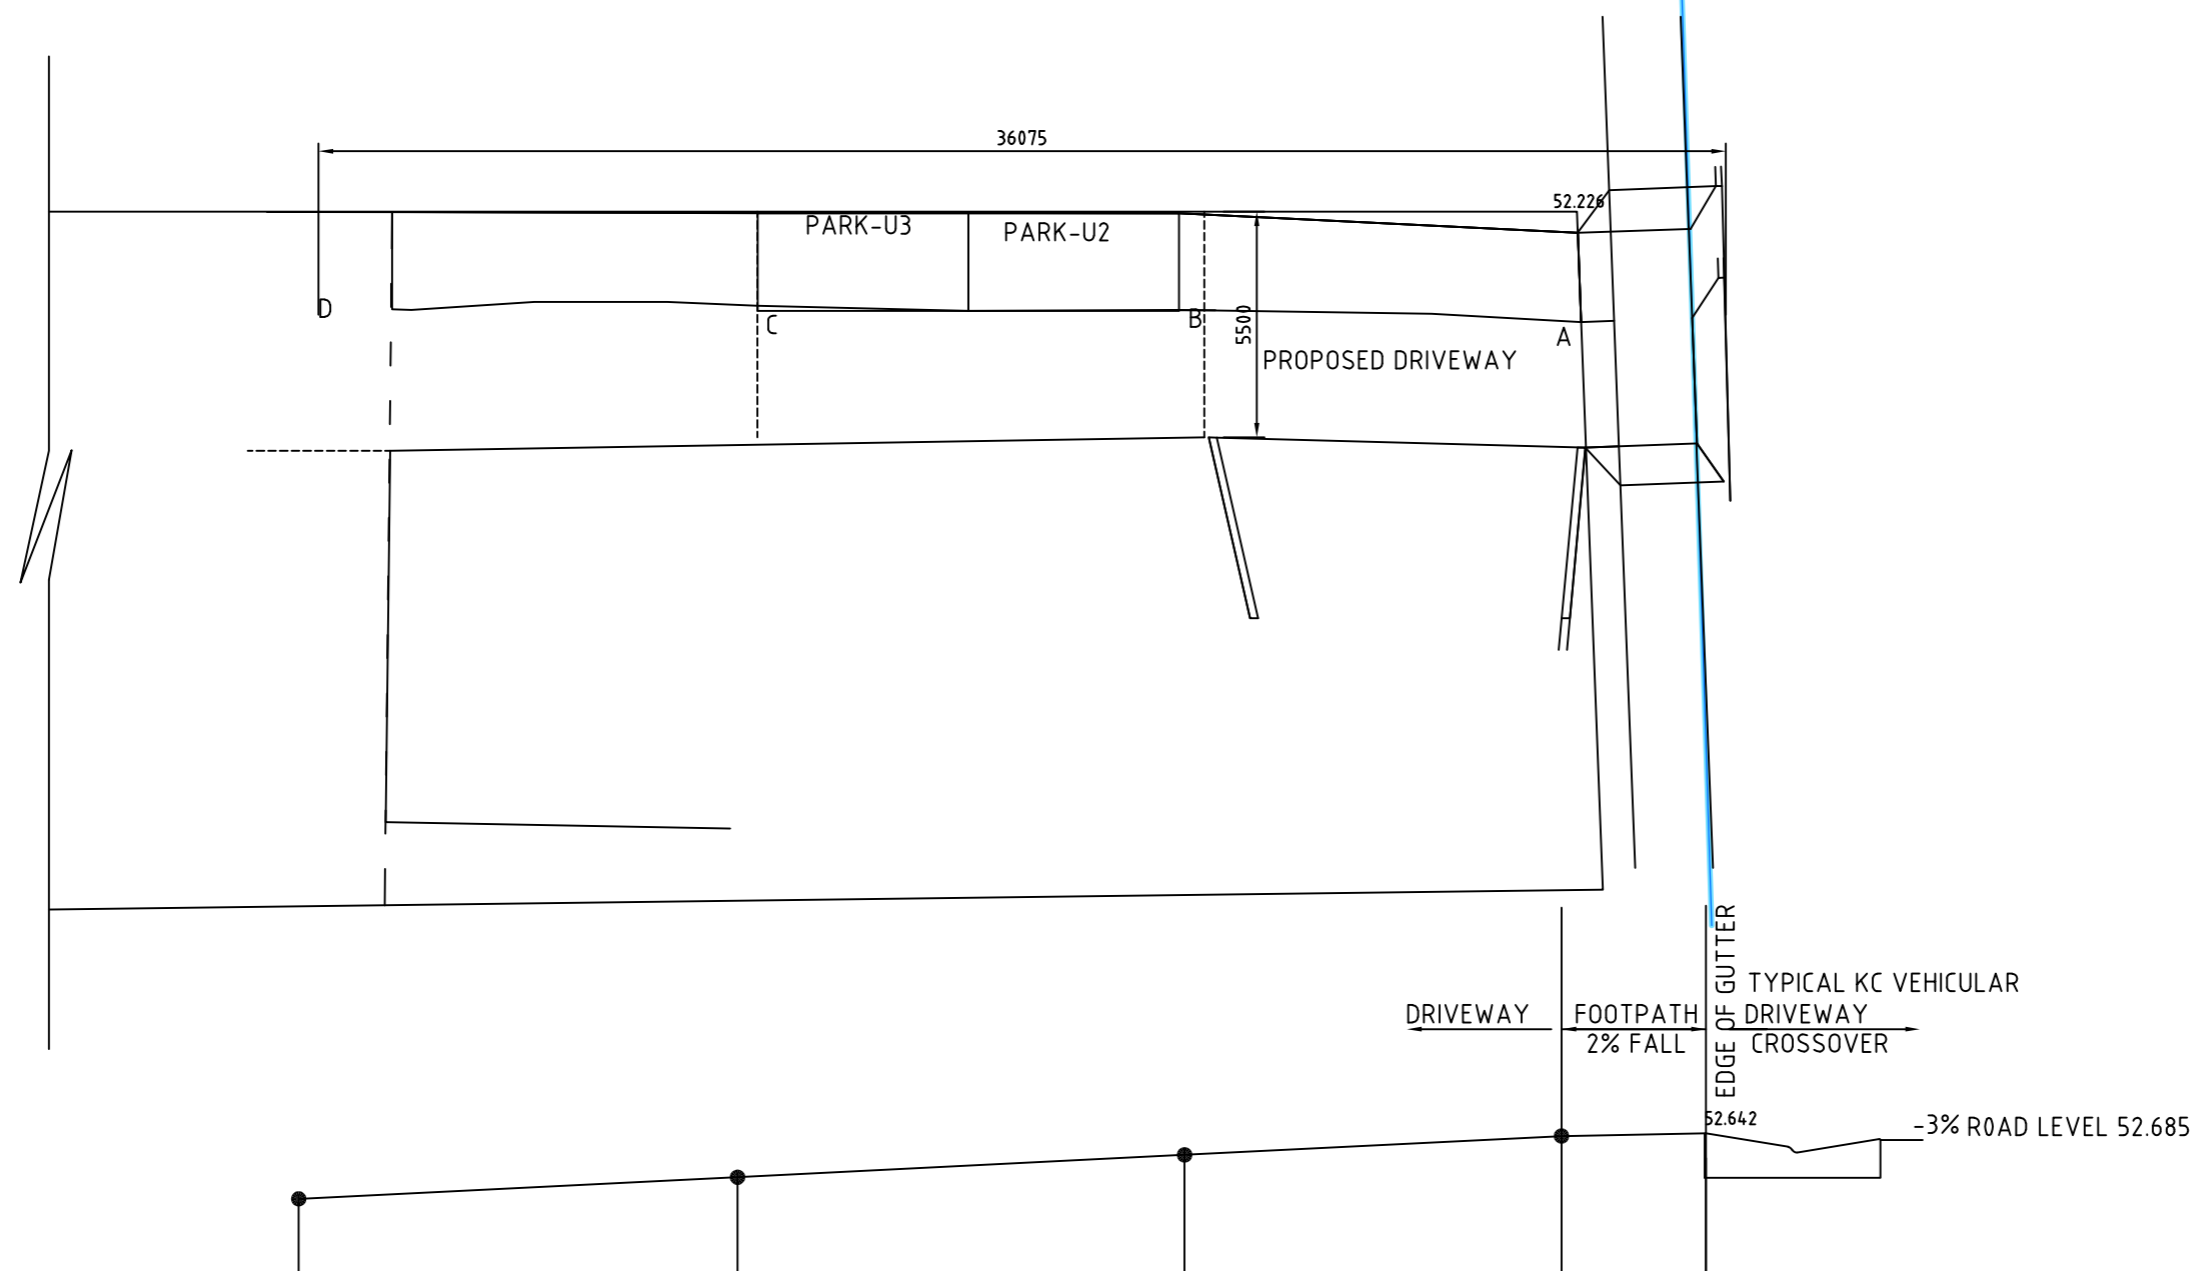 36075
52.226
PARK-U3
PARK-U2
D
C
B
5500
A
PROPOSED DRIVEWAY
EDGE OF GUTTER
TYPICAL KC VEHICULAR
DRIVEWAY
CROSSOVER
DRIVEWAY
FOOTPATH
2% FALL
52.642
-3% ROAD LEVEL 52.685